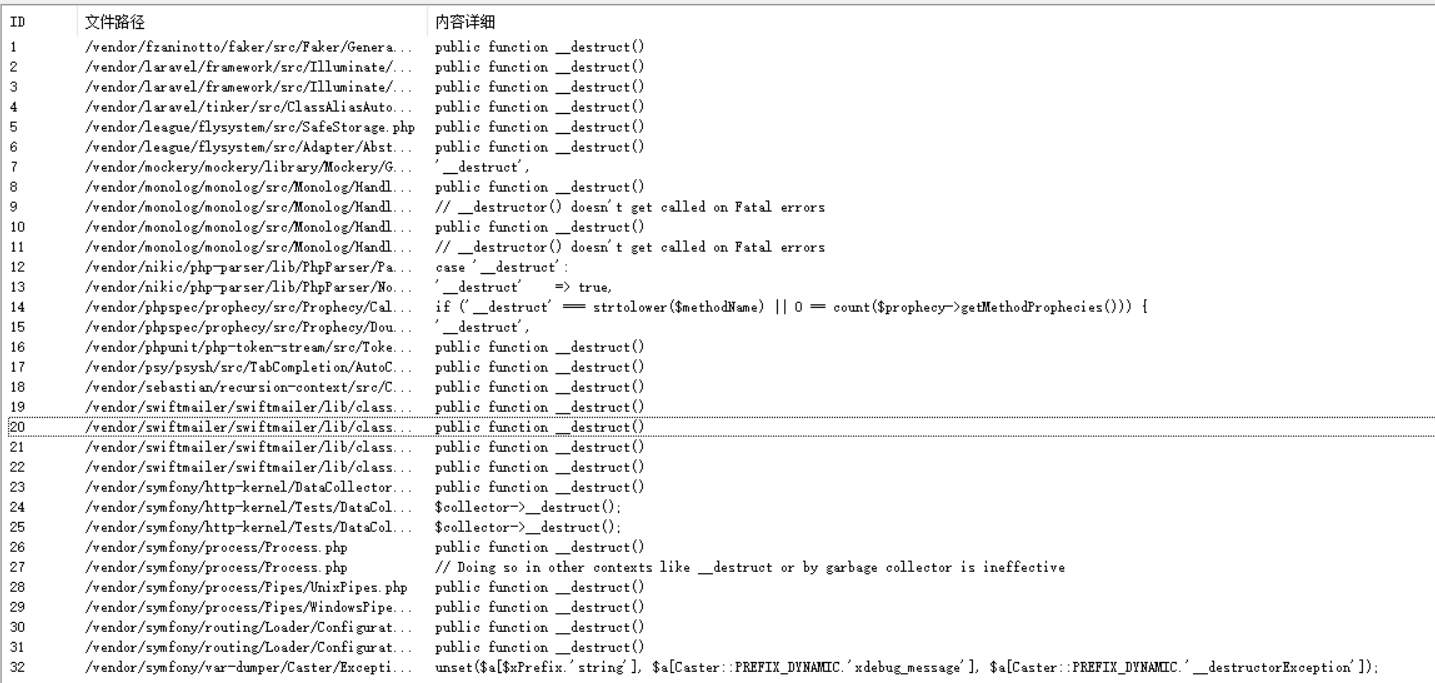 ID 文件路径 内容详细
1 /vendor/fzaninotto/faker/src/Faker/Genera... public function __destruct()
2 /vendor/laravel/framework/src/Illuminate/... public function __destruct()
3 /vendor/laravel/framework/src/Illuminate/... public function __destruct()
4 /vendor/laravel/tinker/src/ClassAliasAuto... public function __destruct()
5 /vendor/league/flysystem/src/SafeStorage.php public function __destruct()
6 /vendor/league/flysystem/src/Adapter/Abst... public function __destruct()
7 /vendor/mockery/mockery/library/Mockery/G... '__destruct',
8 /vendor/monolog/monolog/src/Monolog/Handl... public function __destruct()
9 /vendor/monolog/monolog/src/Monolog/Handl... // __destructor() doesn't get called on Fatal errors
10 /vendor/monolog/monolog/src/Monolog/Handl... public function __destruct()
11 /vendor/monolog/monolog/src/Monolog/Handl... // __destructor() doesn't get called on Fatal errors
12 /vendor/nikic/php-parser/lib/PhpParser/Pa... case '__destruct':
13 /vendor/nikic/php-parser/lib/PhpParser/No... '__destruct' => true,
14 /vendor/phpspec/prophecy/src/Prophecy/Cal... if ('__destruct' === strtolower($methodName) || 0 == count($prophecy->getMethodProphecies())) {
15 /vendor/phpspec/prophecy/src/Prophecy/Dou... '__destruct',
16 /vendor/phpunit/php-token-stream/src/Toke... public function __destruct()
17 /vendor/psy/psysh/src/TabCompletion/AutoC... public function __destruct()
18 /vendor/sebastian/recursion-context/src/C... public function __destruct()
19 /vendor/swiftmailer/swiftmailer/lib/class... public function __destruct()
20 /vendor/swiftmailer/swiftmailer/lib/class... public function __destruct()
21 /vendor/swiftmailer/swiftmailer/lib/class... public function __destruct()
22 /vendor/swiftmailer/swiftmailer/lib/class... public function __destruct()
23 /vendor/symfony/http-kernel/DataCollector... public function __destruct()
24 /vendor/symfony/http-kernel/Tests/DataCol... $collector->__destruct();
25 /vendor/symfony/http-kernel/Tests/DataCol... $collector->__destruct();
26 /vendor/symfony/process/Process.php public function __destruct()
27 /vendor/symfony/process/Process.php // Doing so in other contexts like __destruct or by garbage collector is ineffective
28 /vendor/symfony/process/Pipes/UnixPipes.php public function __destruct()
29 /vendor/symfony/process/Pipes/WindowsPipe... public function __destruct()
30 /vendor/symfony/routing/Loader/Configurat... public function __destruct()
31 /vendor/symfony/routing/Loader/Configurat... public function __destruct()
32 /vendor/symfony/var-dumper/Caster/Excepti... unset($a[$xPrefix.'string'], $a[Caster::PREFIX_DYNAMIC.'xdebug_message'], $a[Caster::PREFIX_DYNAMIC.'__destructorException']);